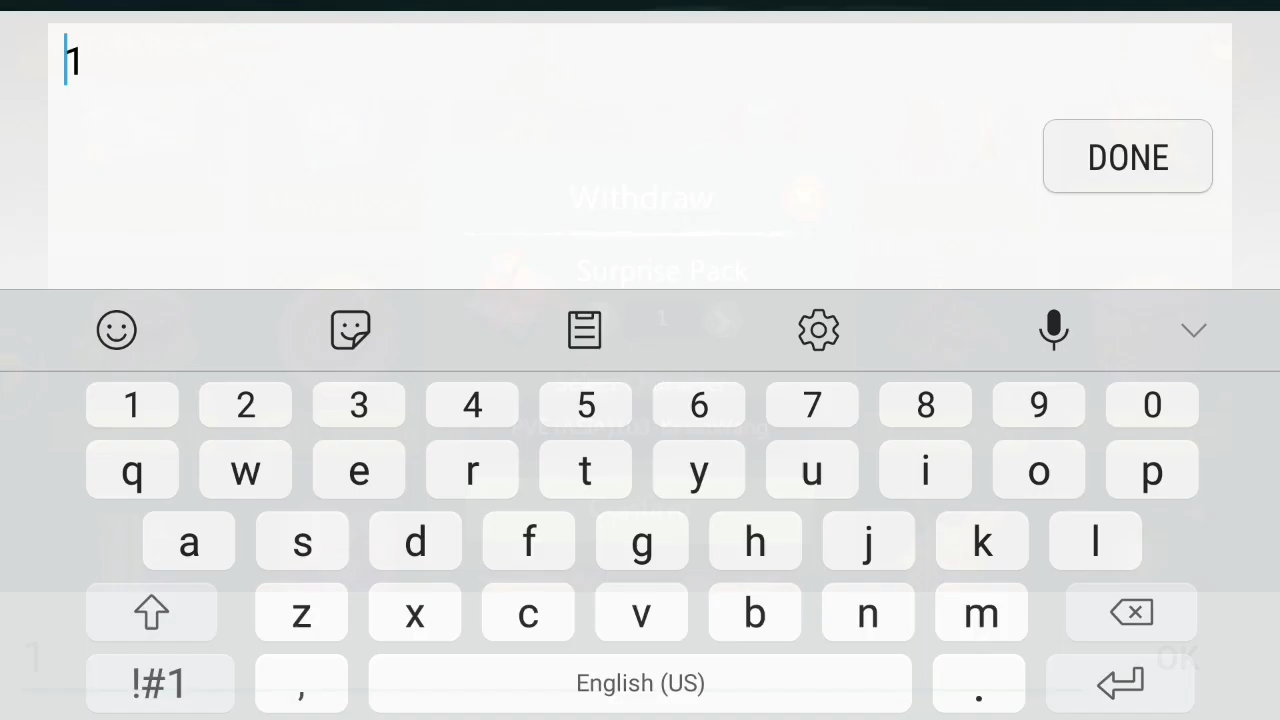 1
DONE
Withdraw
Surprise Pack
1
1 2 3 4 5 6 7 8 9 0
q w e r t y u i o p
a s d f g h j k l
z x c v b n m
1 OK
!#1 , English (US) .